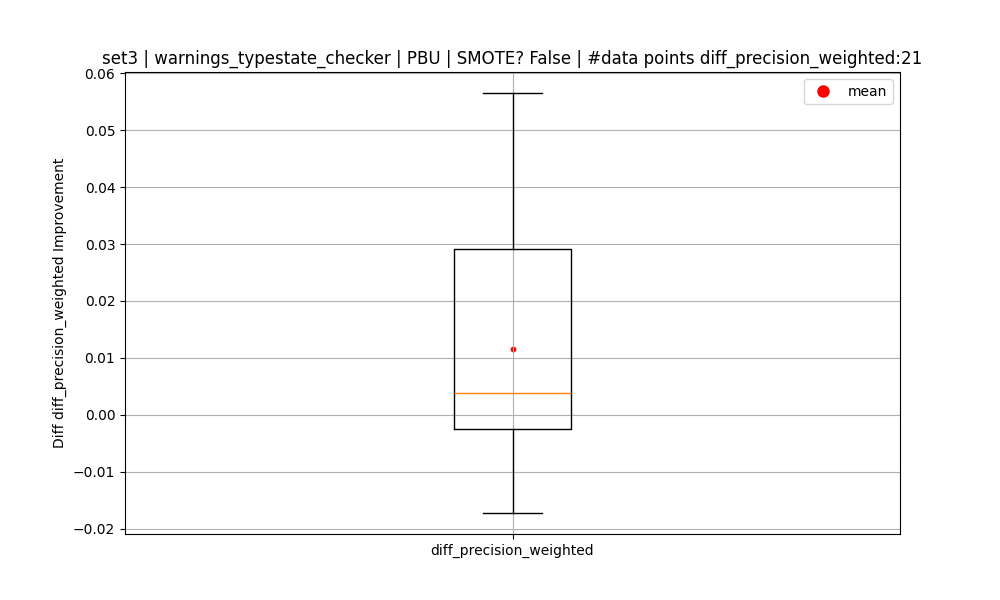 set3 | warnings_typestate_checker | PBU | SMOTE? False | #data points diff_precision_weighted:21
mean
0.06
0.05
0.04
0.03
0.02
0.01
0.00
−0.01
−0.02
Diff diff_precision_weighted Improvement
diff_precision_weighted